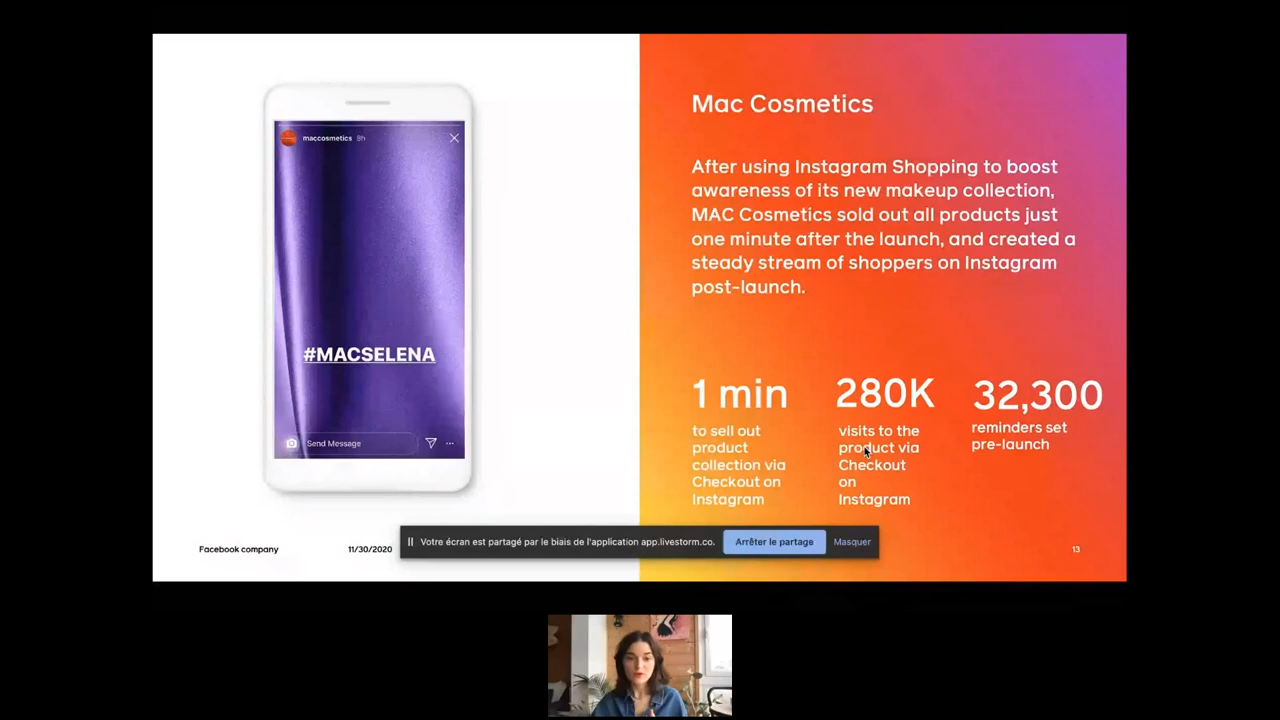 maccosmetics 9h
#MACSELENA
Send Message
Facebook company
11/30/2020
Mac Cosmetics
After using Instagram Shopping to boost
awareness of its new makeup collection,
MAC Cosmetics sold out all products just
one minute after the launch, and created a
steady stream of shoppers on Instagram
post-launch.
1 min
to sell out
product
collection via
Checkout on
Instagram
280K
visits to the
product via
Checkout
on
Instagram
32,300
reminders set
pre-launch
Votre écran est partagé par le biais de l'application app.livestorm.co.
Arrêter le partage
Masquer
13